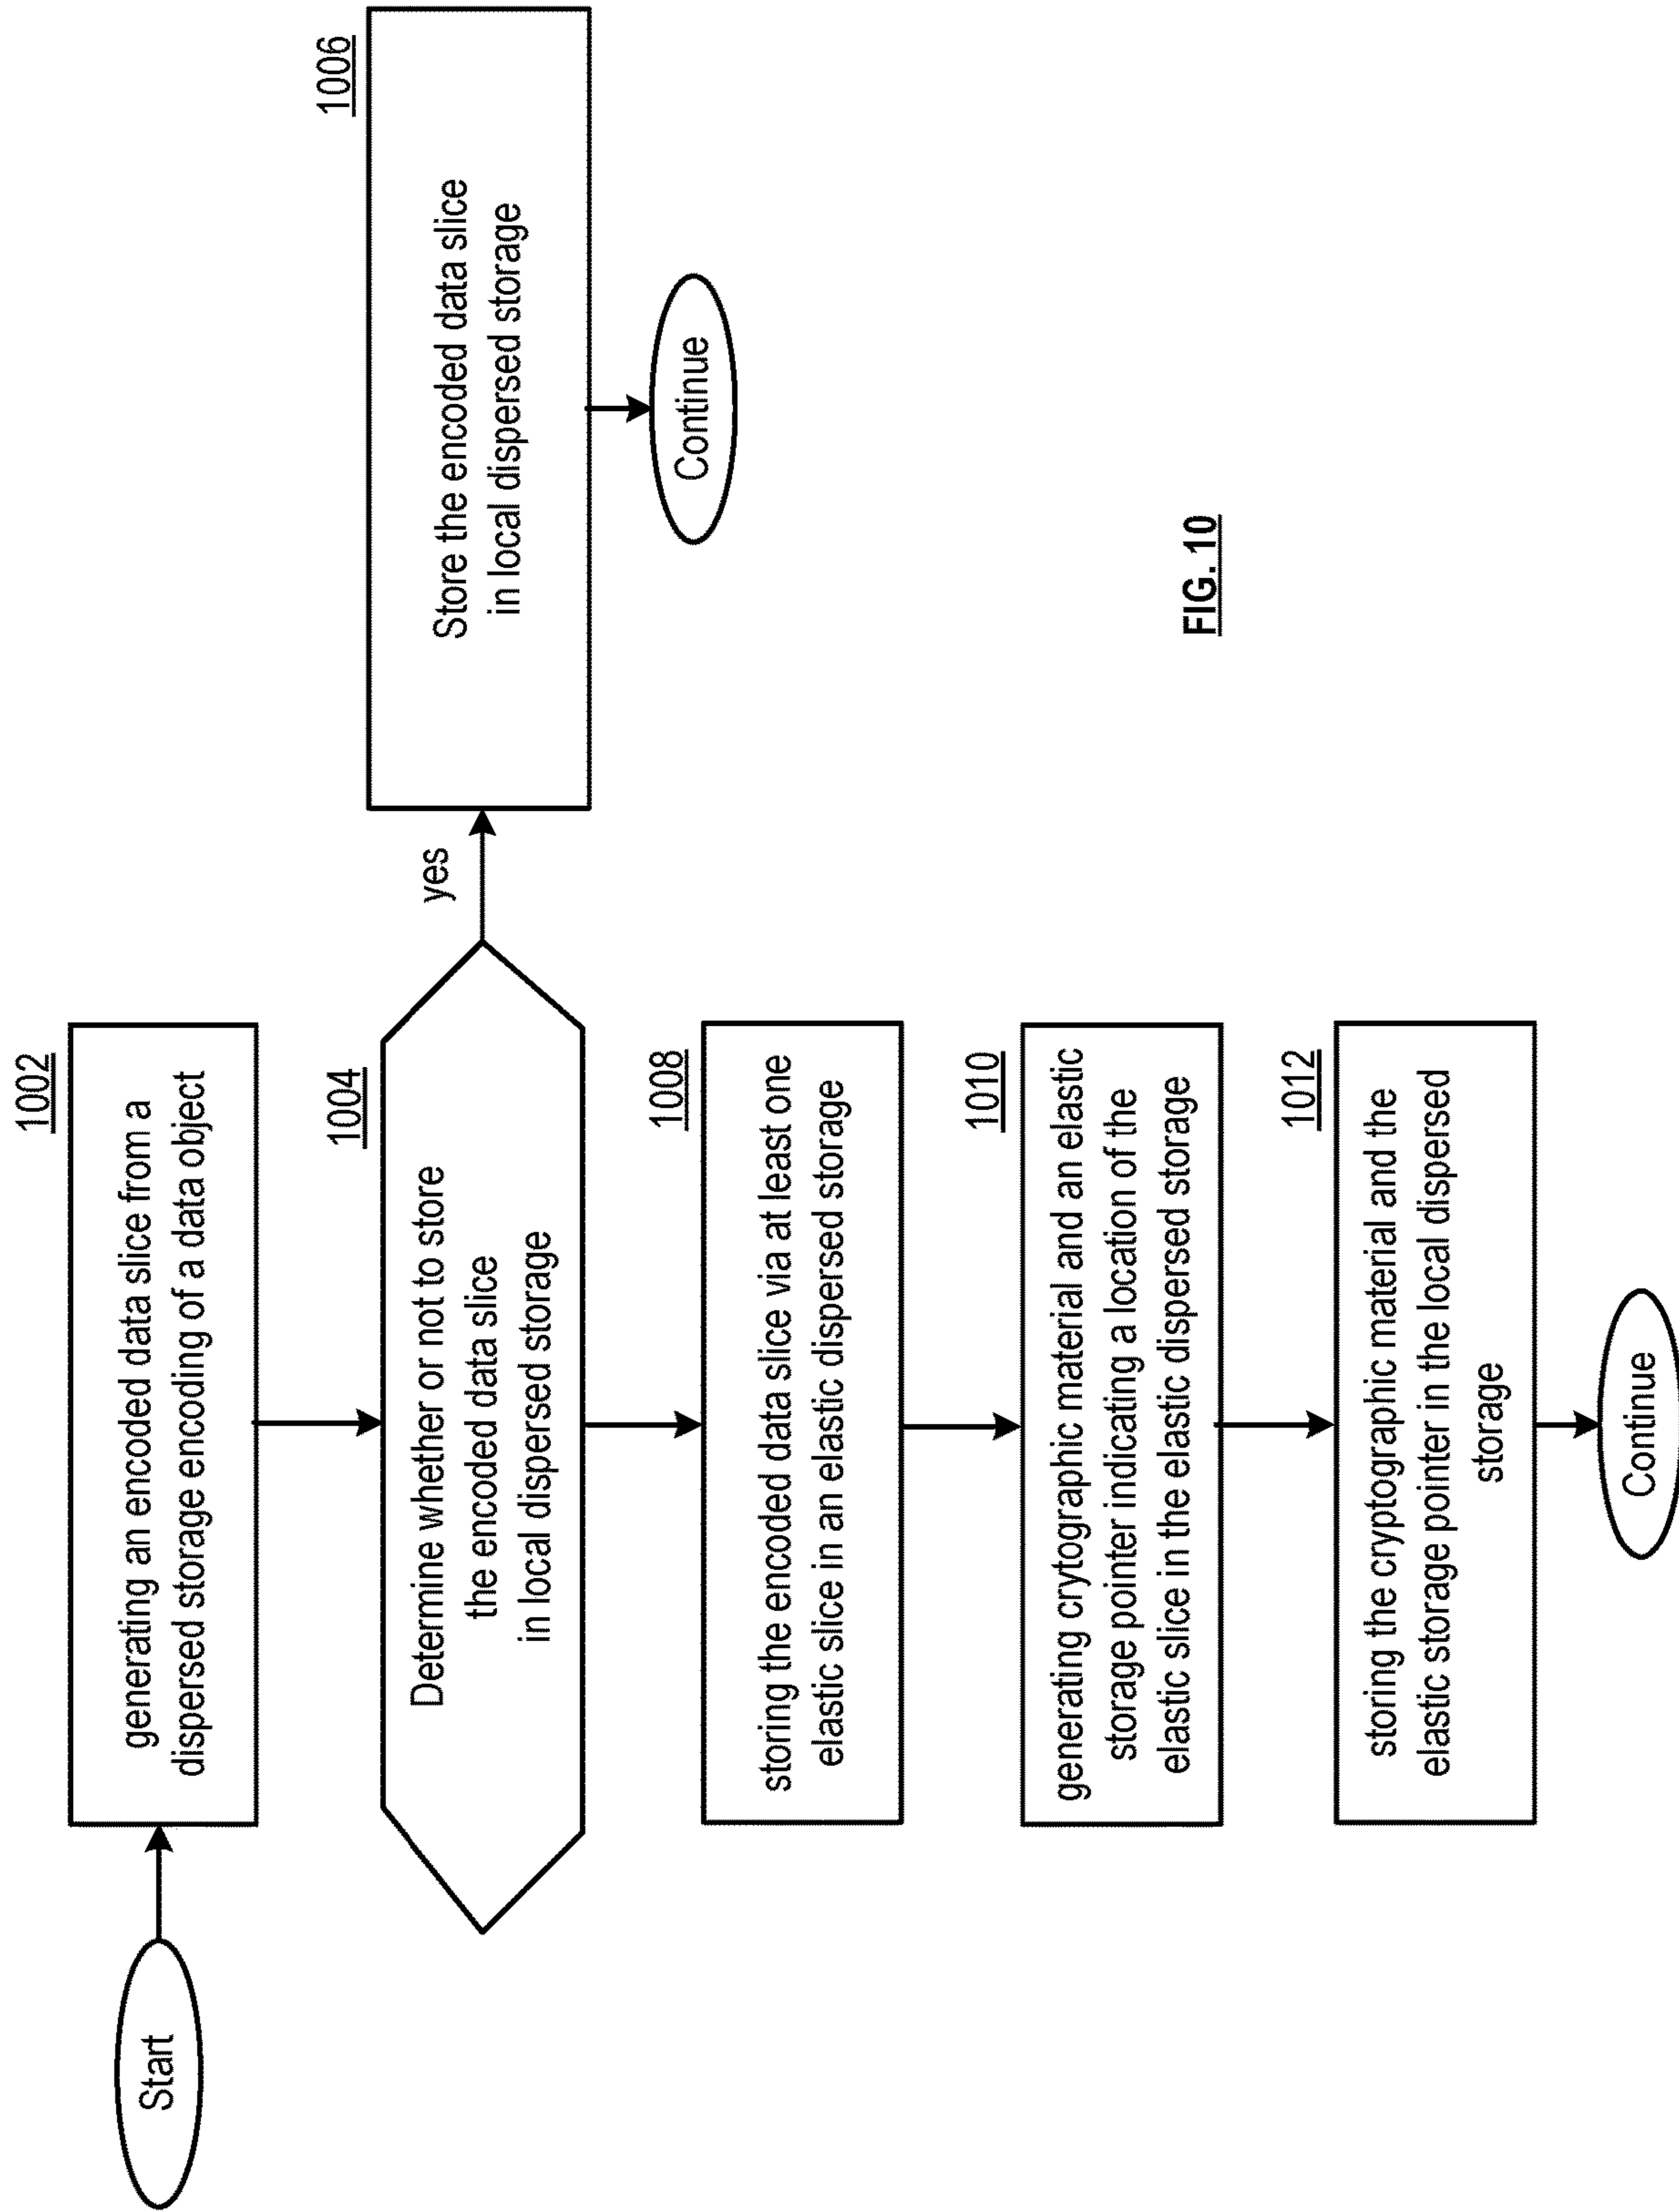 Start
1002
generating an encoded data slice from a
dispersed storage encoding of a data object
1004
Determine whether or not to store
the encoded data slice
in local dispersed storage
yes
1006
Store the encoded data slice
in local dispersed storage
Continue
1008
storing the encoded data slice via at least one
elastic slice in an elastic dispersed storage
1010
generating crytographic material and an elastic
storage pointer indicating a location of the
elastic slice in the elastic dispersed storage
1012
storing the cryptographic material and the
elastic storage pointer in the local dispersed
storage
Continue
FIG. 10